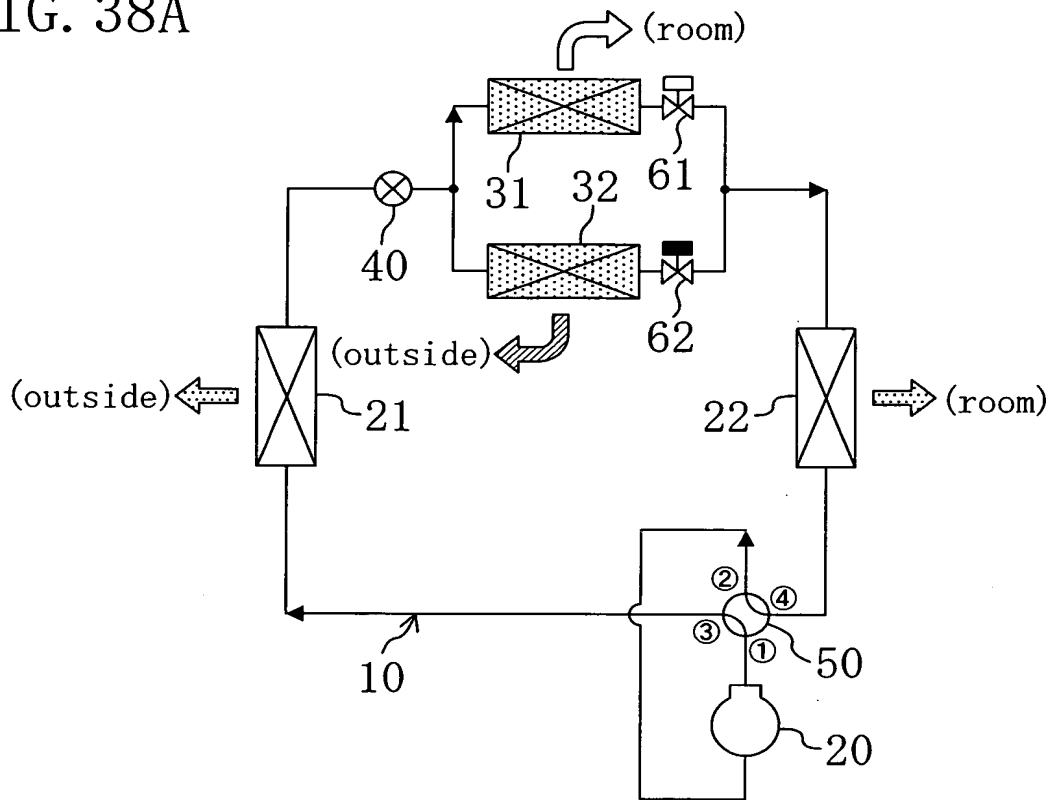 IG. 38A
(room)
31
61
32
40
62
(outside)
(outside)
21
22
(room)
②
④
③
①
50
10
20